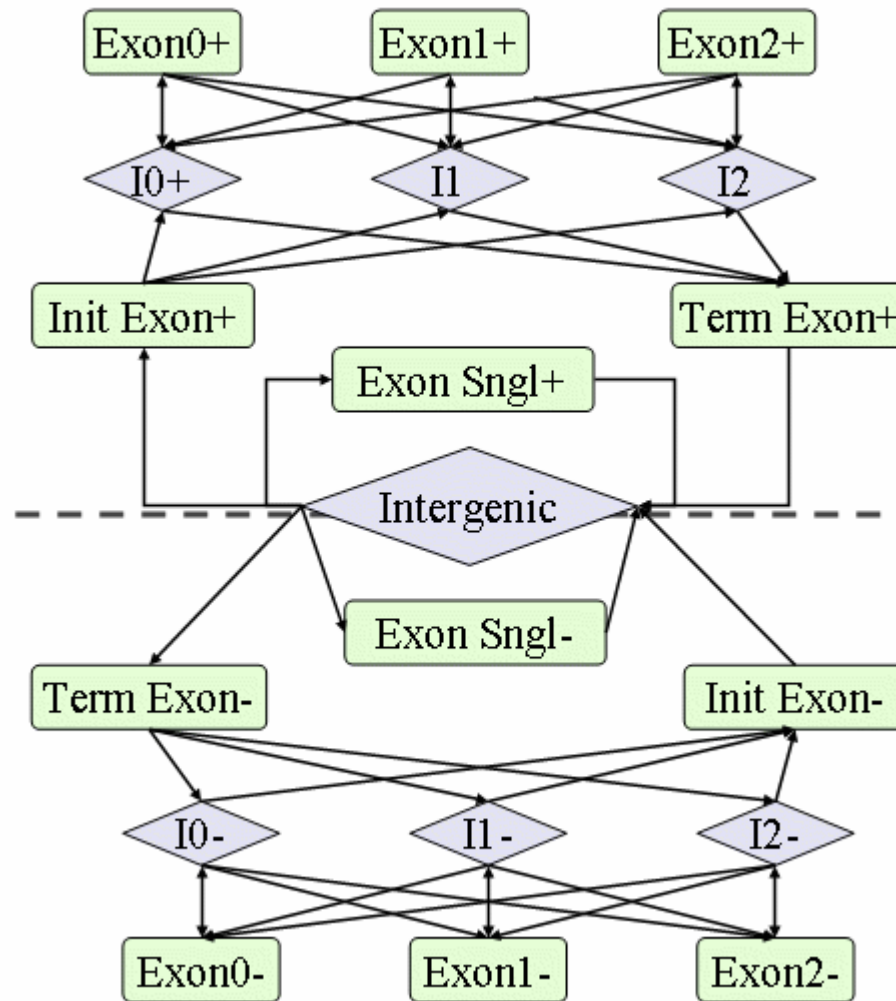 Exon0+ Exon1+ Exon2+
I0+ I1 I2
Init Exon+ Term Exon+
Exon Sngl+
Intergenic
Exon Sngl-
Term Exon- Init Exon-
I0- I1- I2-
Exon0- Exon1- Exon2-